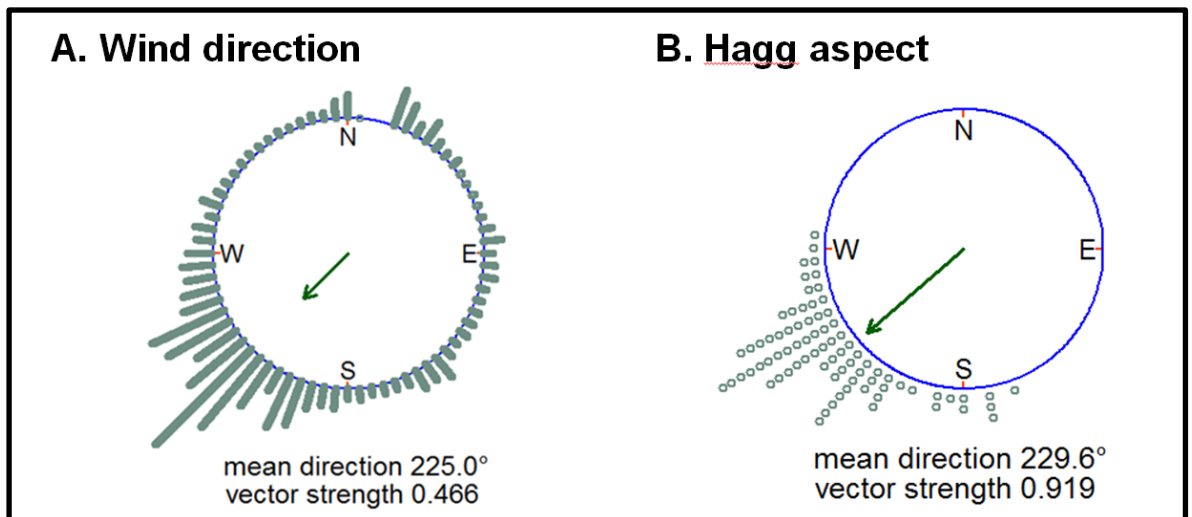 A. Wind direction
N
W
E
S
mean direction 225.0°
vector strength 0.466
B. Hagg aspect
N
W
E
S
mean direction 229.6°
vector strength 0.919